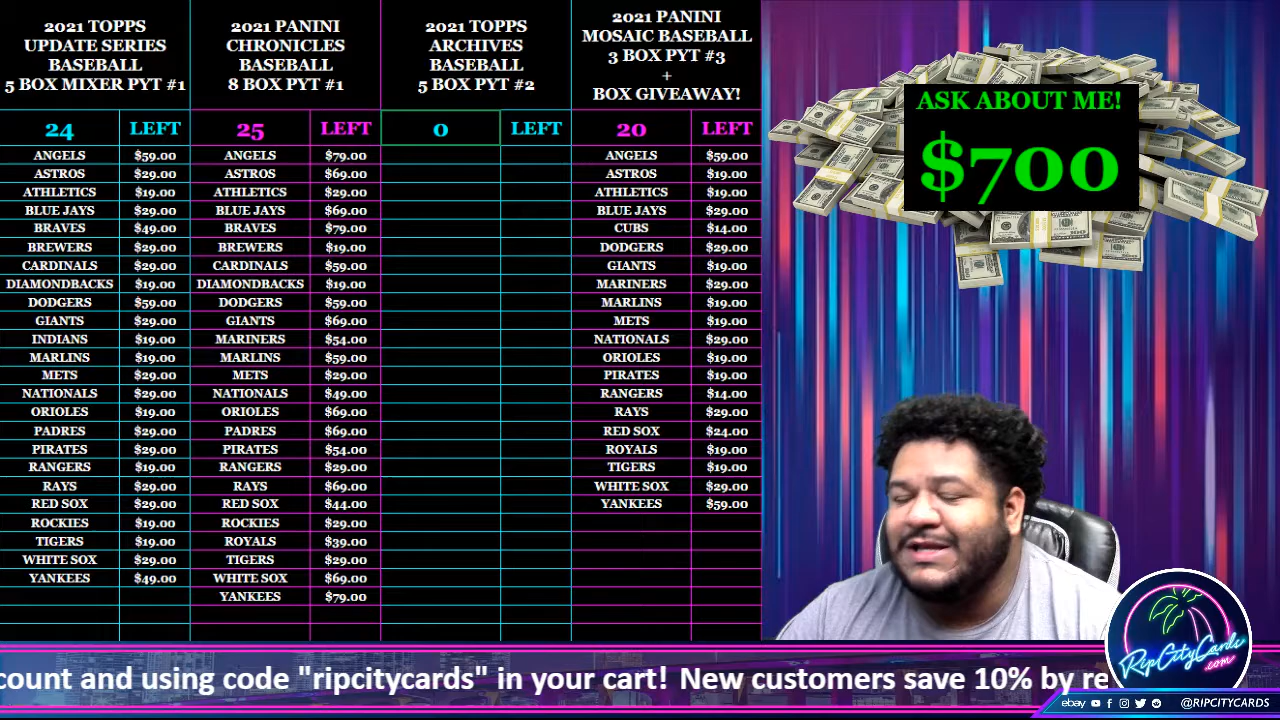 2021 TOPPS
UPDATE SERIES
BASEBALL
5 BOX MIXER PYT #1
24 LEFT
ANGELS $59.00
ASTROS $29.00
ATHLETICS $19.00
BLUE JAYS $29.00
BRAVES $49.00
BREWERS $29.00
CARDINALS $29.00
DIAMONDBACKS $19.00
DODGERS $59.00
GIANTS $29.00
INDIANS $19.00
MARLINS $19.00
METS $29.00
NATIONALS $29.00
ORIOLES $19.00
PADRES $29.00
PIRATES $29.00
RANGERS $19.00
RAYS $29.00
RED SOX $29.00
ROCKIES $19.00
TIGERS $19.00
WHITE SOX $29.00
YANKEES $49.00
2021 PANINI
CHRONICLES
BASEBALL
8 BOX PYT #1
25 LEFT
ANGELS $79.00
ASTROS $69.00
ATHLETICS $29.00
BLUE JAYS $69.00
BRAVES $79.00
BREWERS $19.00
CARDINALS $59.00
DIAMONDBACKS $19.00
DODGERS $59.00
GIANTS $69.00
MARINERS $54.00
MARLINS $59.00
METS $29.00
NATIONALS $49.00
ORIOLES $69.00
PADRES $69.00
PIRATES $54.00
RANGERS $29.00
RAYS $69.00
RED SOX $44.00
ROCKIES $29.00
ROYALS $39.00
TIGERS $29.00
WHITE SOX $69.00
YANKEES $79.00
2021 TOPPS
ARCHIVES
BASEBALL
5 BOX PYT #2
0 LEFT
2021 PANINI
MOSAIC BASEBALL
3 BOX PYT #3
+
BOX GIVEAWAY!
20 LEFT
ANGELS $59.00
ASTROS $19.00
ATHLETICS $19.00
BLUE JAYS $29.00
CUBS $14.00
DODGERS $29.00
GIANTS $19.00
MARINERS $29.00
MARLINS $19.00
METS $19.00
NATIONALS $29.00
ORIOLES $19.00
PIRATES $19.00
RANGERS $14.00
RAYS $29.00
RED SOX $24.00
ROYALS $19.00
TIGERS $19.00
WHITE SOX $29.00
YANKEES $59.00
ASK ABOUT ME!
$700
count and using code "ripcitycards" in your cart! New customers save 10% by re
RipCityCards
.com
ebay @RIPCITYCARDS